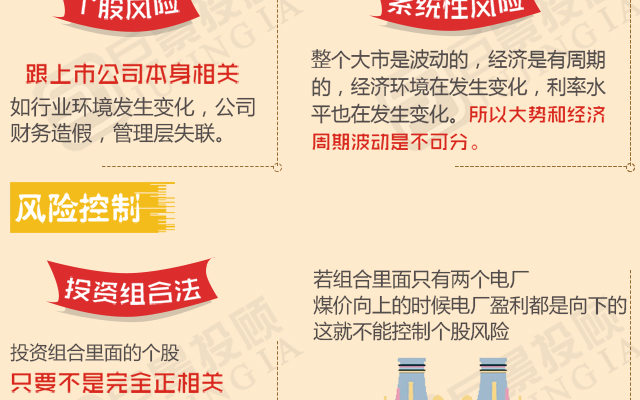 个股风险
跟上市公司本身相关
如行业环境发生变化，公司
财务造假，管理层失联。
系统性风险
整个大市是波动的，经济是有周期
的，经济环境在发生变化，利率水
平也在发生变化。所以大势和经济
周期波动是不可分。
风险控制
投资组合法
投资组合里面的个股
只要不是完全正相关
若组合里面只有两个电厂
煤价向上的时候电厂盈利都是向下的
这就不能控制个股风险